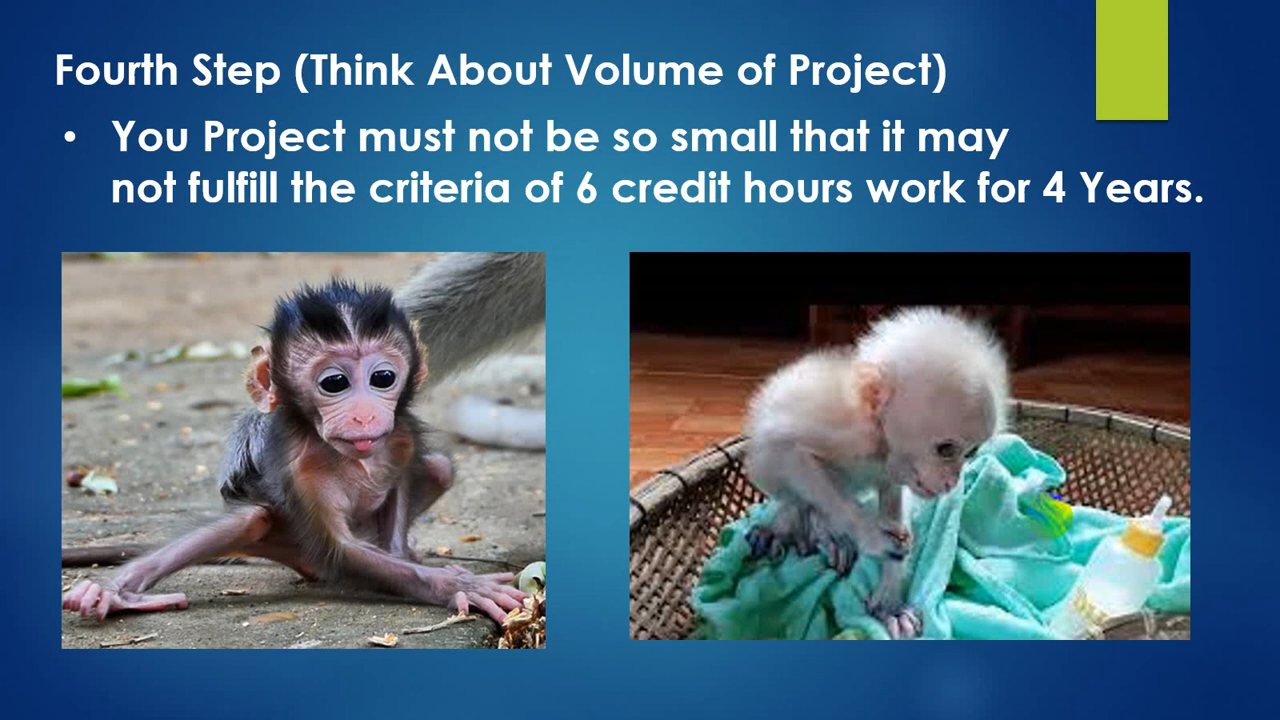 Fourth Step (Think About Volume of Project)
• You Project must not be so small that it may
not fulfill the criteria of 6 credit hours work for 4 Years.